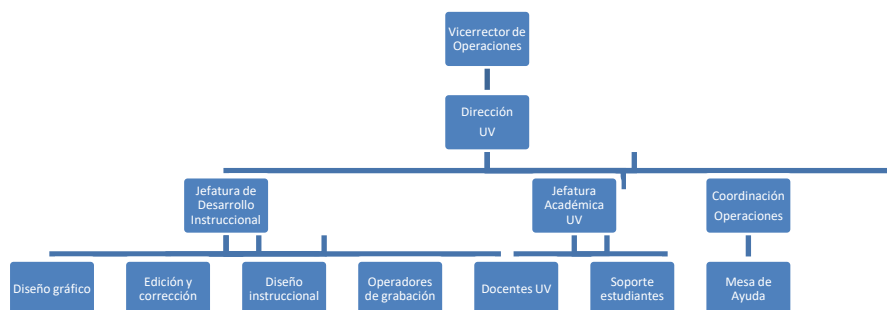 Vicerrector de
Operaciones
Dirección
UV
Jefatura de
Desarrollo
Instruccional
Jefatura
Académica
UV
Coordinación
Operaciones
Diseño gráfico
Edición y
corrección
Diseño
instruccional
Operadores
de grabación
Docentes UV
Soporte
estudiantes
Mesa de
Ayuda